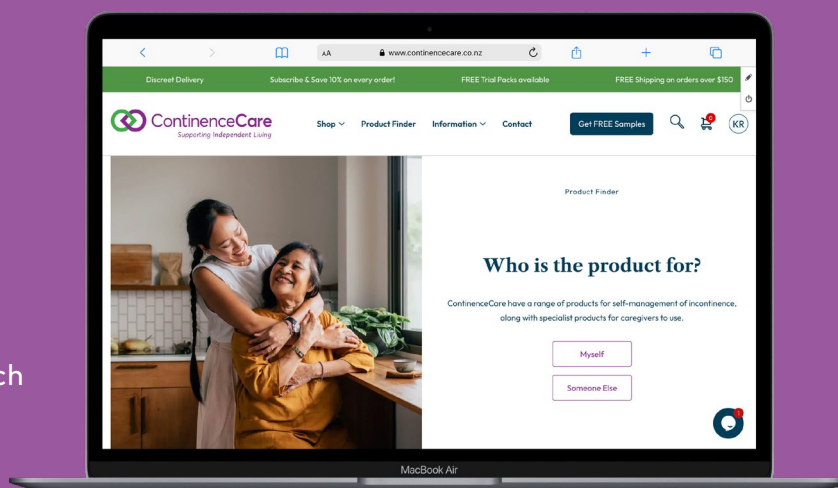 www.continencecare.co.nz
AA
Discreet Delivery
Subscribe & Save 10% on every order!
FREE Trial Packs available
FREE Shipping on orders over $150
ContinenceCare
Supporting Independent Living
Shop
Product Finder
Information
Contact
Get FREE Samples
0
KR
Product Finder
Who is the product for?
ContinenceCare have a range of products for self-management of incontinence,
along with specialist products for caregivers to use.
Myself
Someone Else
1
ch
MacBook Air